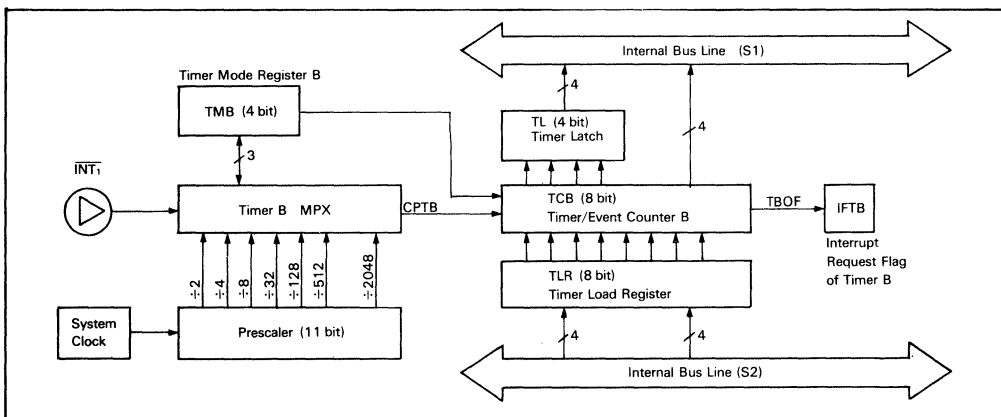 Internal Bus Line (S1)
Timer Mode Register B
TMB (4 bit)
4
TL (4 bit)
Timer Latch
4
3
INT₁
Timer B MPX
CPTB
TCB (8 bit)
Timer/Event Counter B
TBOF
IFTB
Interrupt
Request Flag
of Timer B
÷2
÷4
÷8
÷32
÷128
÷512
÷2048
TLR (8 bit)
Timer Load Register
System
Clock
Prescaler (11 bit)
4
4
Internal Bus Line (S2)